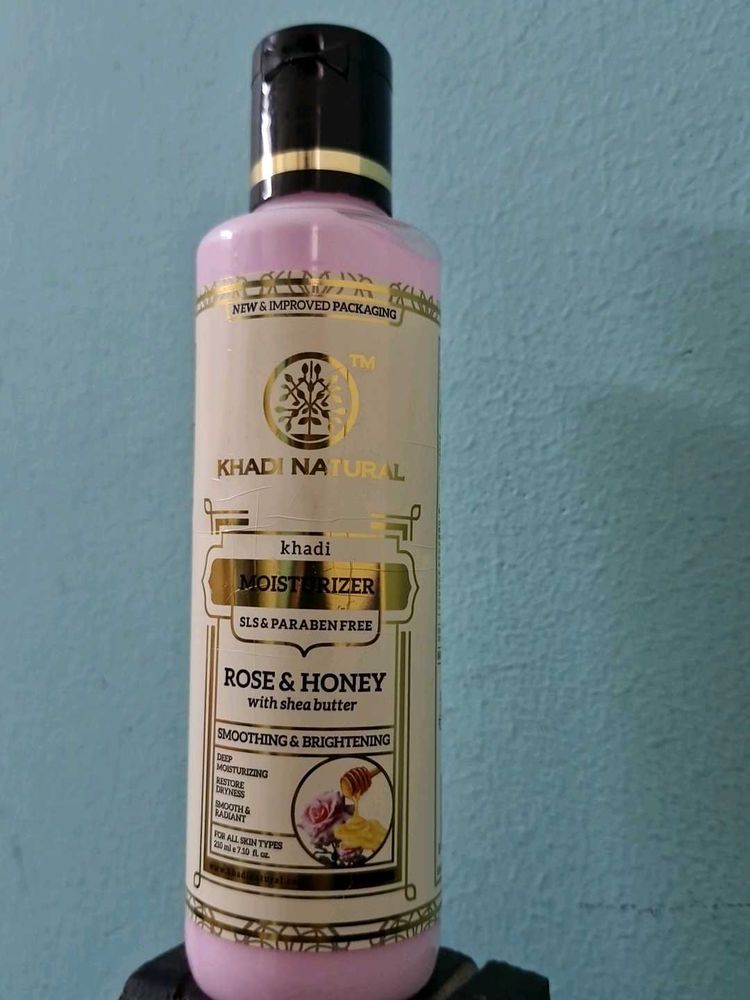 NEW & IMPROVED PACKAGING
TM
KHADI NATURAL
khadi
MOISTURIZER
SLS & PARABEN FREE
ROSE & HONEY
with shea butter
SMOOTHING & BRIGHTENING
DEEP
MOISTURIZING
RESTORE
DRYNESS
SMOOTH &
RADIANT
FOR ALL SKIN TYPES
210 ml e 7.10 fl. oz.